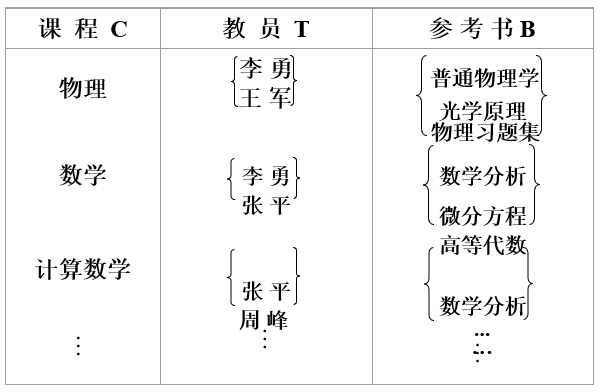 课 程 C 教 员 T 参 考 书 B
物理
李 勇
王 军
普通物理学
光学原理
物理习题集
数学
李 勇
张 平
数学分析
微分方程
高等代数
计算数学
张 平
周 峰
数学分析
...
⋮
⋮
...
⋮